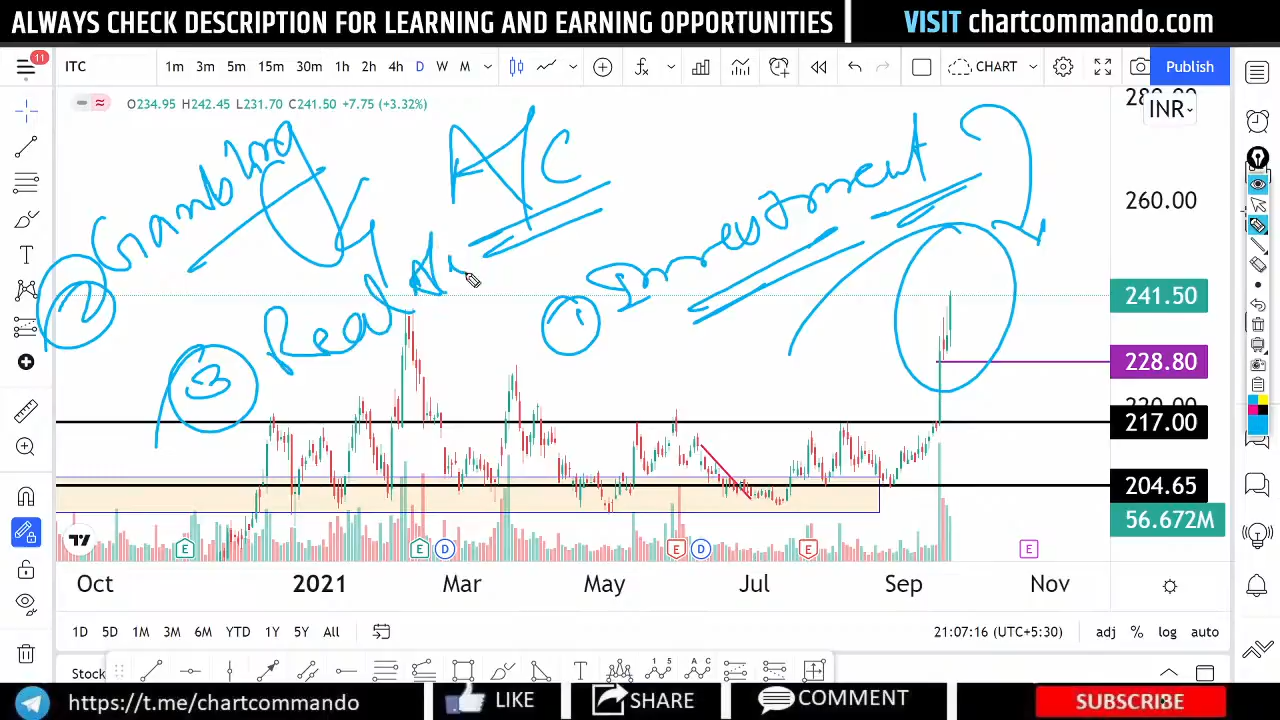 ALWAYS CHECK DESCRIPTION FOR LEARNING AND EARNING OPPORTUNITIES
VISIT chartcommando.com
11
ITC 1m 3m 5m 15m 30m 1h 2h 4h D W M CHART Publish
O234.95 H242.45 L231.70 C241.50 +7.75 (+3.32%)
INR
Gambling
A/C
Investment
260.00
241.50
2
1
Real
3
228.80
217.00
204.65
56.672M
E E D E D E E
Oct 2021 Mar May Jul Sep Nov
1D 5D 1M 3M 6M YTD 1Y 5Y All 21:07:16 (UTC+5:30) adj % log auto
Stock
https://t.me/chartcommando LIKE SHARE COMMENT SUBSCRIBE